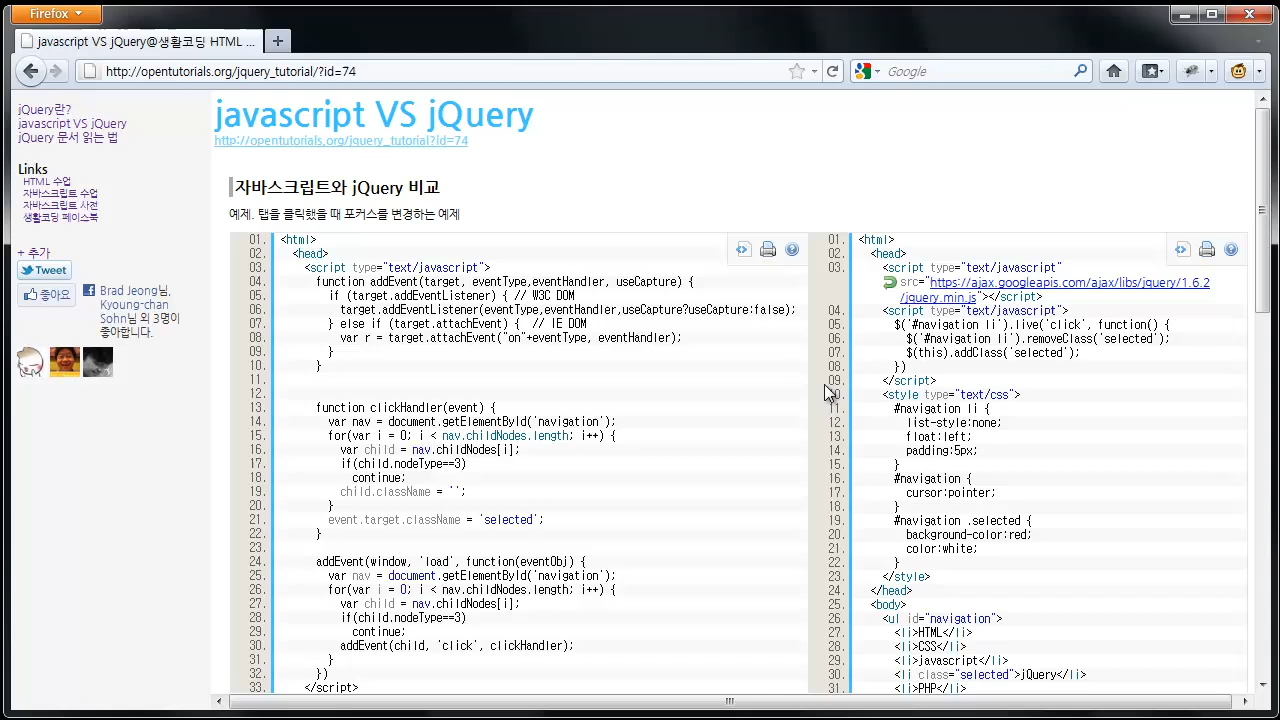 Firefox
javascript VS jQuery@생활코딩 HTML ...
http://opentutorials.org/jquery_tutorial/?id=74
Google
jQuery란?
javascript VS jQuery
jQuery 문서 읽는 법
Links
HTML 수업
자바스크립트 수업
자바스크립트 사전
생활코딩 페이스북
+ 추가
Tweet
좋아요
Brad Jeong님,
Kyoung-chan
Sohn님 외 3명이
좋아합니다.
javascript VS jQuery
http://opentutorials.org/jquery_tutorial?id=74
자바스크립트와 jQuery 비교
예제. 탭을 클릭했을 때 포커스를 변경하는 예제
01. <html>
02. <head>
03. <script type="text/javascript">
04. function addEvent(target, eventType,eventHandler, useCapture) {
05. if (target.addEventListener) { // W3C DOM
06. target.addEventListener(eventType,eventHandler,useCapture?useCapture:false);
07. } else if (target.attachEvent) {  // IE DOM
08. var r = target.attachEvent("on"+eventType, eventHandler);
09. }
10. }
11.
12.
13. function clickHandler(event) {
14. var nav = document.getElementById('navigation');
15. for(var i = 0; i < nav.childNodes.length; i++) {
16. var child = nav.childNodes[i];
17. if(child.nodeType==3)
18. continue;
19. child.className = '';
20. }
21. event.target.className = 'selected';
22. }
23.
24. addEvent(window, 'load', function(eventObj) {
25. var nav = document.getElementById('navigation');
26. for(var i = 0; i < nav.childNodes.length; i++) {
27. var child = nav.childNodes[i];
28. if(child.nodeType==3)
29. continue;
30. addEvent(child, 'click', clickHandler);
31. }
32. })
33. </script>
01. <html>
02. <head>
03. <script type="text/javascript"
src="https://ajax.googleapis.com/ajax/libs/jquery/1.6.2
/jquery.min.js"></script>
04. <script type="text/javascript">
05. $('#navigation li').live('click', function() {
06. $('#navigation li').removeClass('selected');
07. $(this).addClass('selected');
08. })
09. </script>
10. <style type="text/css">
11. #navigation li {
12. list-style:none;
13. float:left;
14. padding:5px;
15. }
16. #navigation {
17. cursor:pointer;
18. }
19. #navigation .selected {
20. background-color:red;
21. color:white;
22. }
23. </style>
24. </head>
25. <body>
26. <ul id="navigation">
27. <li>HTML</li>
28. <li>CSS</li>
29. <li>javascript</li>
30. <li class="selected">jQuery</li>
31. <li>PHP</li>